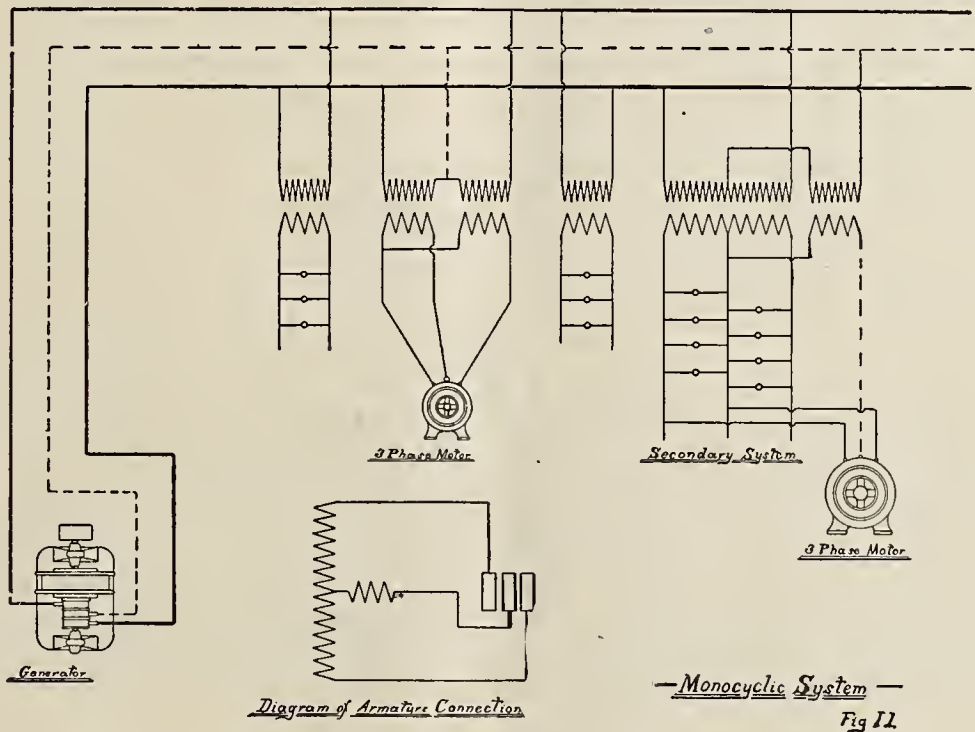 3 Phase Motor
Secondary System
3 Phase Motor
Generator
Diagram of Armature Connection
— Monocyclic System —
Fig 11